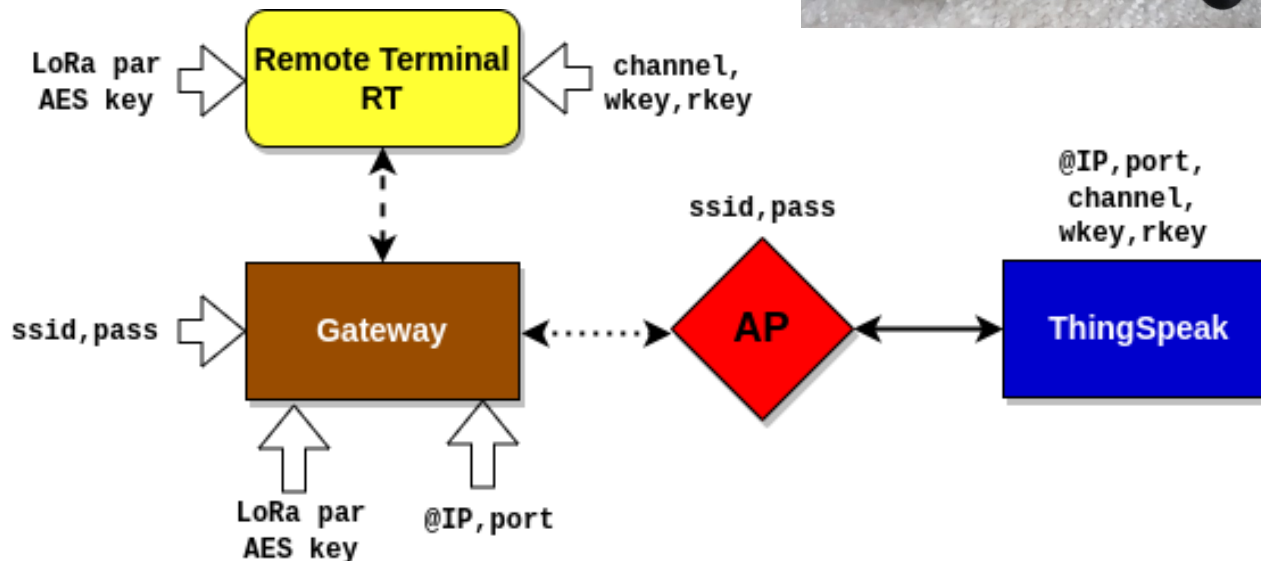 LoRa par
AES key
Remote Terminal
RT
channel,
wkey,rkey
@IP,port,
channel,
wkey,rkey
ssid,pass
ssid,pass
Gateway
AP
ThingSpeak
LoRa par
AES key
@IP,port